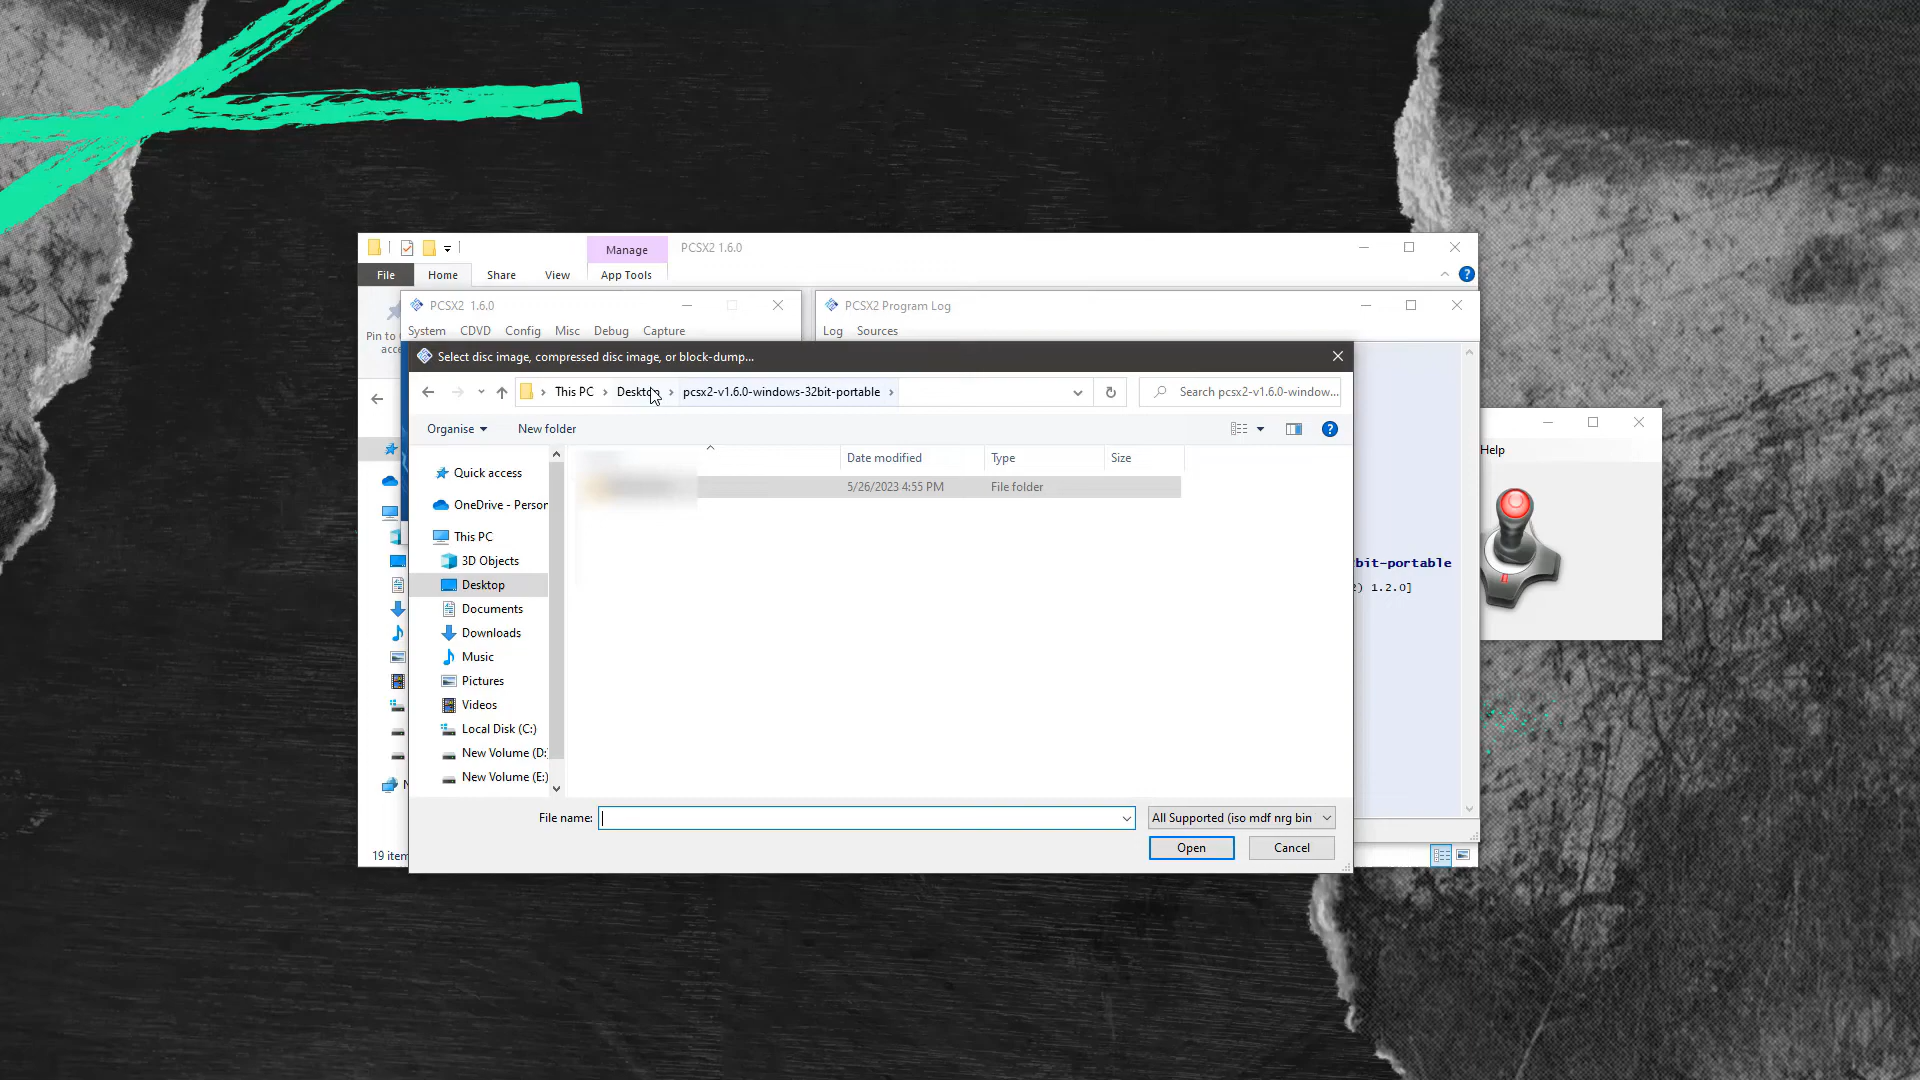 Manage
PCSX2 1.6.0
File
Home
Share
View
App Tools
PCSX2 1.6.0
PCSX2 Program Log
System
CDVD
Config
Misc
Debug
Capture
Log
Sources
Select disc image, compressed disc image, or block-dump...
This PC
Desktop
pcsx2-v1.6.0-windows-32bit-portable
Search pcsx2-v1.6.0-window...
Organise
New folder
Date modified
Type
Size
5/26/2023 4:55 PM
File folder
Quick access
OneDrive - Person
This PC
3D Objects
Desktop
Documents
Downloads
Music
Pictures
Videos
Local Disk (C:)
New Volume (D:
New Volume (E:)
File name:
All Supported (iso mdf nrg bin
Open
Cancel
Pin to
acc
19 item
Help
bit-portable
) 1.2.0]